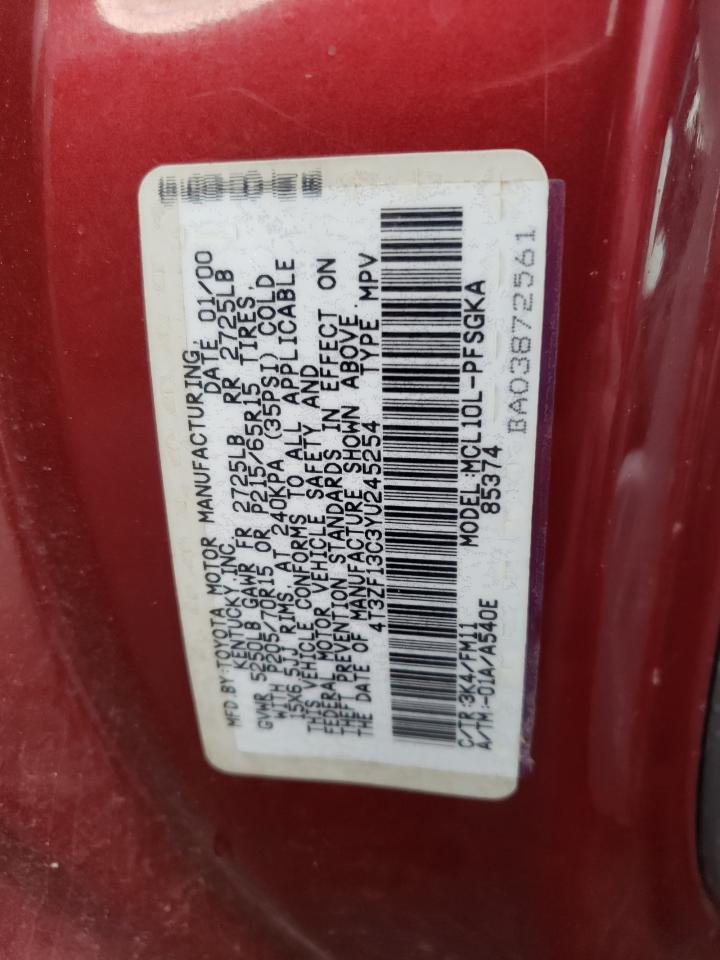 MFD BY:TOYOTA MOTOR MANUFACTURING,
KENTUCKY,INC. DATE 01/00
GVWR 5250LB GAWR FR 2725LB RR 2725LB
WITH P205/70R15 OR P215/65R15 TIRES,
15X6.5JJ RIMS, AT 240KPA (35PSI) COLD
THIS VEHICLE CONFORMS TO ALL APPLICABLE
FEDERAL MOTOR VEHICLE SAFETY AND
THEFT PREVENTION STANDARDS IN EFFECT ON
THE DATE OF MANUFACTURE SHOWN ABOVE
4T3ZF13C3YU245254 TYPE MPV
C/TR:3K4/FM11 MODEL:MCL10L-PFSGKA
A/TM:-01A/A540E 85374
BA03872561